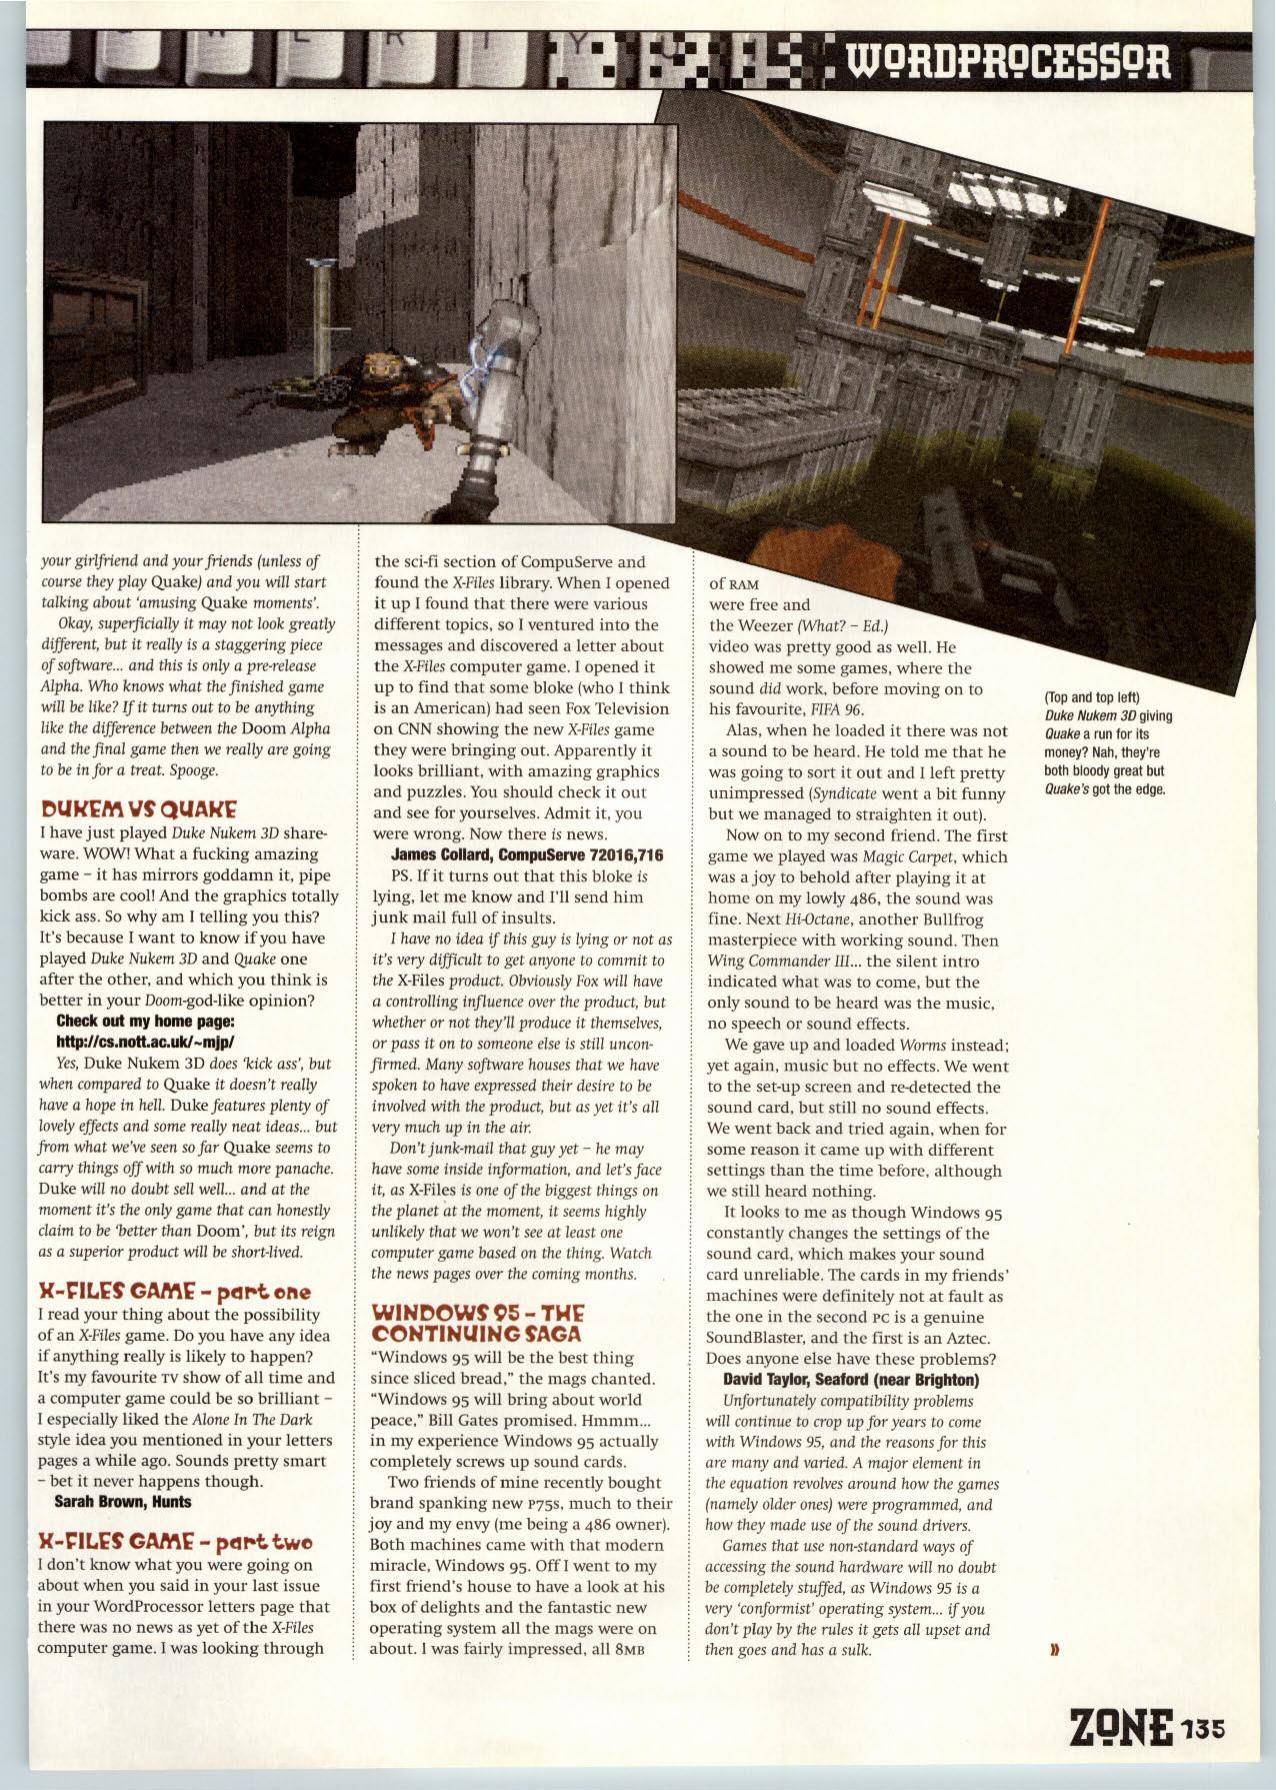 Q W E R T Y U
WORDPROCESSOR
your girlfriend and your friends (unless of
course they play Quake) and you will start
talking about ‘amusing Quake moments’.
Okay, superficially it may not look greatly
different, but it really is a staggering piece
of software... and this is only a pre-release
Alpha. Who knows what the finished game
will be like? If it turns out to be anything
like the difference between the Doom Alpha
and the final game then we really are going
to be in for a treat. Spooge.
DUKEM VS QUAKE
I have just played Duke Nukem 3D share-
ware. WOW! What a fucking amazing
game – it has mirrors goddamn it, pipe
bombs are cool! And the graphics totally
kick ass. So why am I telling you this?
It’s because I want to know if you have
played Duke Nukem 3D and Quake one
after the other, and which you think is
better in your Doom-god-like opinion?
Check out my home page:
http://cs.nott.ac.uk/~mjp/
Yes, Duke Nukem 3D does ‘kick ass’, but
when compared to Quake it doesn’t really
have a hope in hell. Duke features plenty of
lovely effects and some really neat ideas... but
from what we’ve seen so far Quake seems to
carry things off with so much more panache.
Duke will no doubt sell well... and at the
moment it’s the only game that can honestly
claim to be ‘better than Doom’, but its reign
as a superior product will be short-lived.
X-FILES GAME – part one
I read your thing about the possibility
of an X-Files game. Do you have any idea
if anything really is likely to happen?
It’s my favourite TV show of all time and
a computer game could be so brilliant –
I especially liked the Alone In The Dark
style idea you mentioned in your letters
pages a while ago. Sounds pretty smart
– bet it never happens though.
Sarah Brown, Hunts
X-FILES GAME – part two
I don’t know what you were going on
about when you said in your last issue
in your WordProcessor letters page that
there was no news as yet of the X-Files
computer game. I was looking through
the sci-fi section of CompuServe and
found the X-Files library. When I opened
it up I found that there were various
different topics, so I ventured into the
messages and discovered a letter about
the X-Files computer game. I opened it
up to find that some bloke (who I think
is an American) had seen Fox Television
on CNN showing the new X-Files game
they were bringing out. Apparently it
looks brilliant, with amazing graphics
and puzzles. You should check it out
and see for yourselves. Admit it, you
were wrong. Now there is news.
James Collard, CompuServe 72016,716
PS. If it turns out that this bloke is
lying, let me know and I’ll send him
junk mail full of insults.
I have no idea if this guy is lying or not as
it’s very difficult to get anyone to commit to
the X-Files product. Obviously Fox will have
a controlling influence over the product, but
whether or not they’ll produce it themselves,
or pass it on to someone else is still uncon-
firmed. Many software houses that we have
spoken to have expressed their desire to be
involved with the product, but as yet it’s all
very much up in the air.
Don’t junk-mail that guy yet – he may
have some inside information, and let’s face
it, as X-Files is one of the biggest things on
the planet at the moment, it seems highly
unlikely that we won’t see at least one
computer game based on the thing. Watch
the news pages over the coming months.
WINDOWS 95 – THE
CONTINUING SAGA
“Windows 95 will be the best thing
since sliced bread,” the mags chanted.
“Windows 95 will bring about world
peace,” Bill Gates promised. Hmmm...
in my experience Windows 95 actually
completely screws up sound cards.
Two friends of mine recently bought
brand spanking new P75s, much to their
joy and my envy (me being a 486 owner).
Both machines came with that modern
miracle, Windows 95. Off I went to my
first friend’s house to have a look at his
box of delights and the fantastic new
operating system all the mags were on
about. I was fairly impressed, all 8MB
of RAM
were free and
the Weezer (What? – Ed.)
video was pretty good as well. He
showed me some games, where the
sound did work, before moving on to
his favourite, FIFA 96.
Alas, when he loaded it there was not
a sound to be heard. He told me that he
was going to sort it out and I left pretty
unimpressed (Syndicate went a bit funny
but we managed to straighten it out).
Now on to my second friend. The first
game we played was Magic Carpet, which
was a joy to behold after playing it at
home on my lowly 486, the sound was
fine. Next Hi-Octane, another Bullfrog
masterpiece with working sound. Then
Wing Commander III... the silent intro
indicated what was to come, but the
only sound to be heard was the music,
no speech or sound effects.
We gave up and loaded Worms instead;
yet again, music but no effects. We went
to the set-up screen and re-detected the
sound card, but still no sound effects.
We went back and tried again, when for
some reason it came up with different
settings than the time before, although
we still heard nothing.
It looks to me as though Windows 95
constantly changes the settings of the
sound card, which makes your sound
card unreliable. The cards in my friends’
machines were definitely not at fault as
the one in the second PC is a genuine
SoundBlaster, and the first is an Aztec.
Does anyone else have these problems?
David Taylor, Seaford (near Brighton)
Unfortunately compatibility problems
will continue to crop up for years to come
with Windows 95, and the reasons for this
are many and varied. A major element in
the equation revolves around how the games
(namely older ones) were programmed, and
how they made use of the sound drivers.
Games that use non-standard ways of
accessing the sound hardware will no doubt
be completely stuffed, as Windows 95 is a
very ‘conformist’ operating system... if you
don’t play by the rules it gets all upset and
then goes and has a sulk.
(Top and top left)
Duke Nukem 3D giving
Quake a run for its
money? Nah, they’re
both bloody great but
Quake’s got the edge.
»
ZONE 135